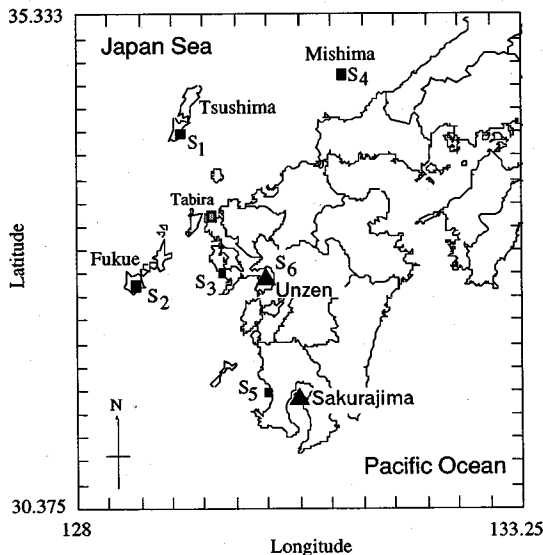 35.333
Japan Sea
Mishima
S4
Tsushima
S1
Tabira
Fukue
S2
S3
S6
Unzen
S5
Sakurajima
N
Pacific Ocean
30.375
128
133.25
Longitude
Latitude